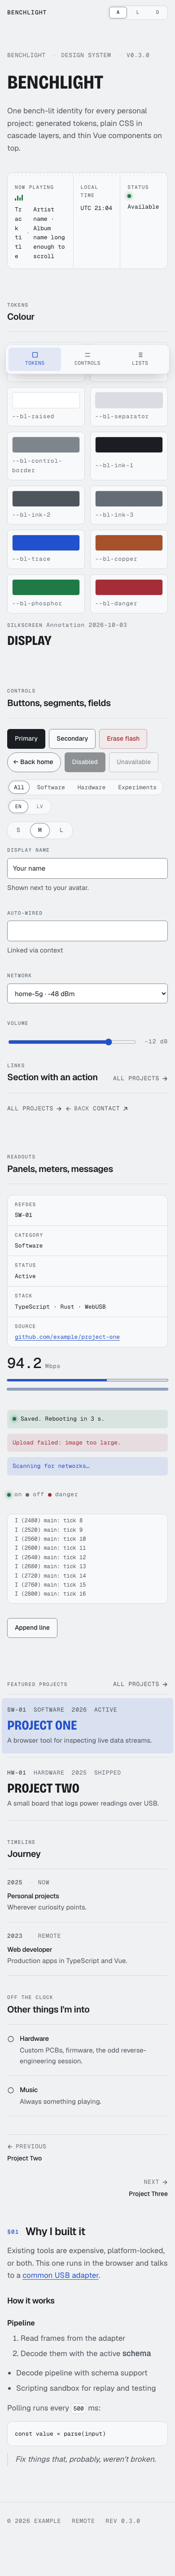 BENCHLIGHT
A L D
BENCHLIGHT · DESIGN SYSTEM V0.3.0
BENCHLIGHT
One bench-lit identity for every personal
project: generated tokens, plain CSS in
cascade layers, and thin Vue components on
top.
NOW PLAYING
Tr
ac
k
ti
tl
e
·
Artist
name ·
Album
name long
enough to
scroll
LOCAL
TIME
UTC 21:04
STATUS
Available
TOKENS
Colour
TOKENS
CONTROLS
LISTS
--bl-raised
--bl-separator
--bl-control-
border
--bl-ink-1
--bl-ink-2
--bl-ink-3
--bl-trace
--bl-copper
--bl-phosphor
--bl-danger
SILKSCREEN Annotation 2026-10-03
DISPLAY
CONTROLS
Buttons, segments, fields
Primary
Secondary
Erase flash
← Back home
Disabled
Unavailable
All Software Hardware Experiments
EN LV
S M L
DISPLAY NAME
Your name
Shown next to your avatar.
AUTO-WIRED
Linked via context
NETWORK
home-5g · -48 dBm
VOLUME
-12 dB
LINKS
Section with an action
ALL PROJECTS →
ALL PROJECTS → ← BACK CONTACT ↗
READOUTS
Panels, meters, messages
REFDES
SW-01
CATEGORY
Software
STATUS
Active
STACK
TypeScript · Rust · WebUSB
SOURCE
github.com/example/project-one
94.2 Mbps
Saved. Rebooting in 3 s.
Upload failed: image too large.
Scanning for networks…
on off danger
I (2480) main: tick 8
I (2520) main: tick 9
I (2560) main: tick 10
I (2600) main: tick 11
I (2640) main: tick 12
I (2680) main: tick 13
I (2720) main: tick 14
I (2760) main: tick 15
I (2800) main: tick 16
Append line
FEATURED PROJECTS
ALL PROJECTS →
SW-01 SOFTWARE 2026 ACTIVE
PROJECT ONE
A browser tool for inspecting live data streams.
HW-01 HARDWARE 2025 SHIPPED
PROJECT TWO
A small board that logs power readings over USB.
TIMELINE
Journey
2025 · NOW
Personal projects
Wherever curiosity points.
2023 REMOTE
Web developer
Production apps in TypeScript and Vue.
OFF THE CLOCK
Other things I'm into
Hardware
Custom PCBs, firmware, the odd reverse-
engineering session.
Music
Always something playing.
← PREVIOUS
Project Two
NEXT →
Project Three
§01 Why I built it
Existing tools are expensive, platform-locked,
or both. This one runs in the browser and talks
to a common USB adapter.
How it works
Pipeline
1. Read frames from the adapter
2. Decode them with the active schema
• Decode pipeline with schema support
• Scripting sandbox for replay and testing
Polling runs every 500 ms:
const value = parse(input)
Fix things that, probably, weren't broken.
© 2026 EXAMPLE REMOTE REV 0.3.0